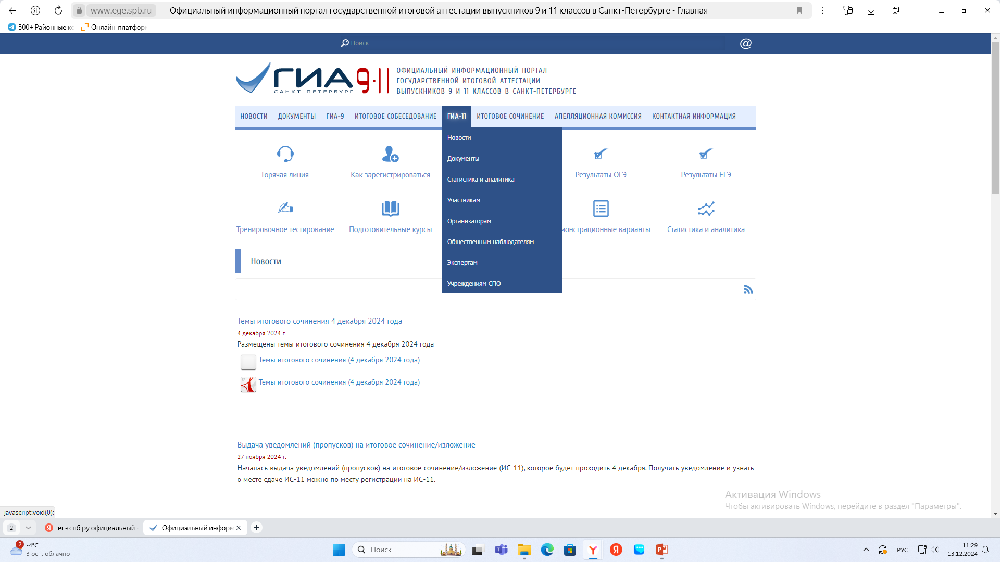 www.ege.spb.ru Официальный информационный портал государственной итоговой аттестации выпускников 9 и 11 классов в Санкт-Петербурге - Главная
500+ Районные Онлайн-платфор
Поиск @
ГИА 9·11
САНКТ-ПЕТЕРБУРГ
ОФИЦИАЛЬНЫЙ ИНФОРМАЦИОННЫЙ ПОРТАЛ
ГОСУДАРСТВЕННОЙ ИТОГОВОЙ АТТЕСТАЦИИ
ВЫПУСКНИКОВ 9 И 11 КЛАССОВ В САНКТ-ПЕТЕРБУРГЕ
НОВОСТИ ДОКУМЕНТЫ ГИА-9 ИТОГОВОЕ СОБЕСЕДОВАНИЕ ГИА-11 ИТОГОВОЕ СОЧИНЕНИЕ АПЕЛЛЯЦИОННАЯ КОМИССИЯ КОНТАКТНАЯ ИНФОРМАЦИЯ
Новости
Документы
Статистика и аналитика
Участникам
Организаторам
Общественным наблюдателям
Экспертам
Учреждениям СПО
Горячая линия Как зарегистрироваться Результаты ОГЭ Результаты ЕГЭ
Тренировочное тестирование Подготовительные курсы монстрационные варианты Статистика и аналитика
Новости
Темы итогового сочинения 4 декабря 2024 года
4 декабря 2024 г.
Размещены темы итогового сочинения 4 декабря 2024 года
Темы итогового сочинения (4 декабря 2024 года)
Темы итогового сочинения (4 декабря 2024 года)
Выдача уведомлений (пропусков) на итоговое сочинение/изложение
27 ноября 2024 г.
Началась выдача уведомлений (пропусков) на итоговое сочинение/изложение (ИС-11), которое будет проходить 4 декабря. Получить уведомление и узнать
о месте сдаче ИС-11 можно по месту регистрации на ИС-11.
Активация Windows
Чтобы активировать Windows, перейдите в раздел "Параметры".
javascript:void(0);
2 егэ спб ру официальный Официальный информ
2 -4°C
В осн. облачно
Поиск
РУС
11:29
13.12.2024